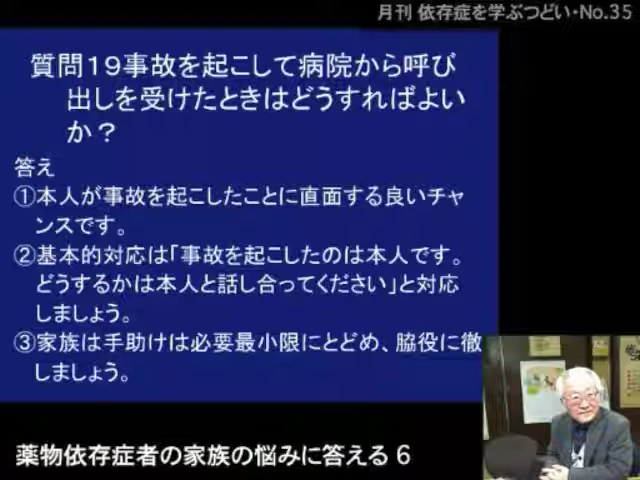 月刊 依存症を学ぶつどい・No.35
質問１９事故を起こして病院から呼び
出しを受けたときはどうすればよい
か？
答え
①本人が事故を起こしたことに直面する良いチャ
ンスです。
②基本的対応は「事故を起こしたのは本人です。
どうするかは本人と話し合ってください」と対応
しましょう。
③家族は手助けは必要最小限にとどめ、脇役に徹
しましょう。
薬物依存症者の家族の悩みに答える 6